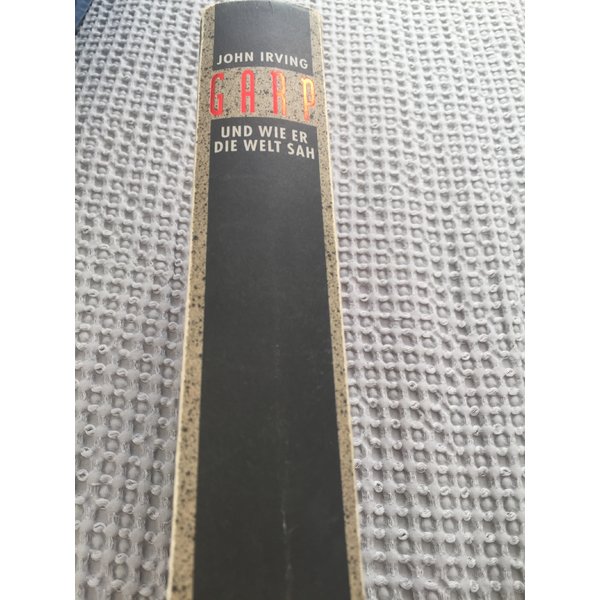 JOHN IRVING
GARP
UND WIE ER
DIE WELT SAH